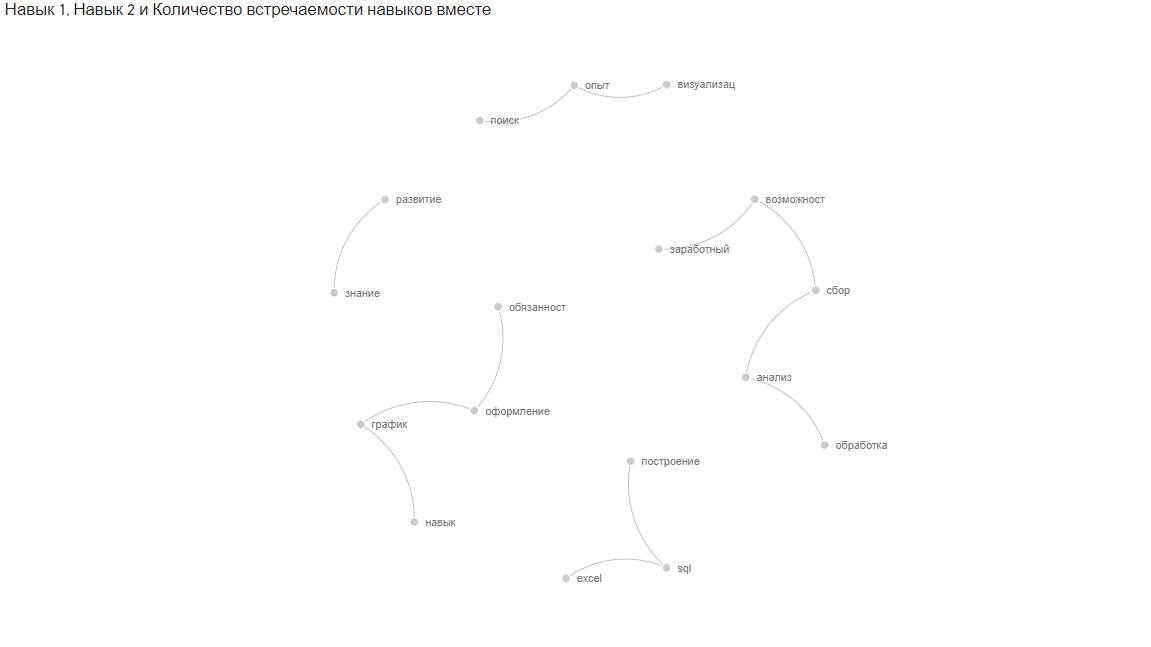 Навык 1, Навык 2 и Количество встречаемости навыков вместе
опыт
визуализац
поиск
развитие
возможност
заработный
знание
сбор
обязанност
анализ
оформление
график
обработка
построение
навык
sql
excel